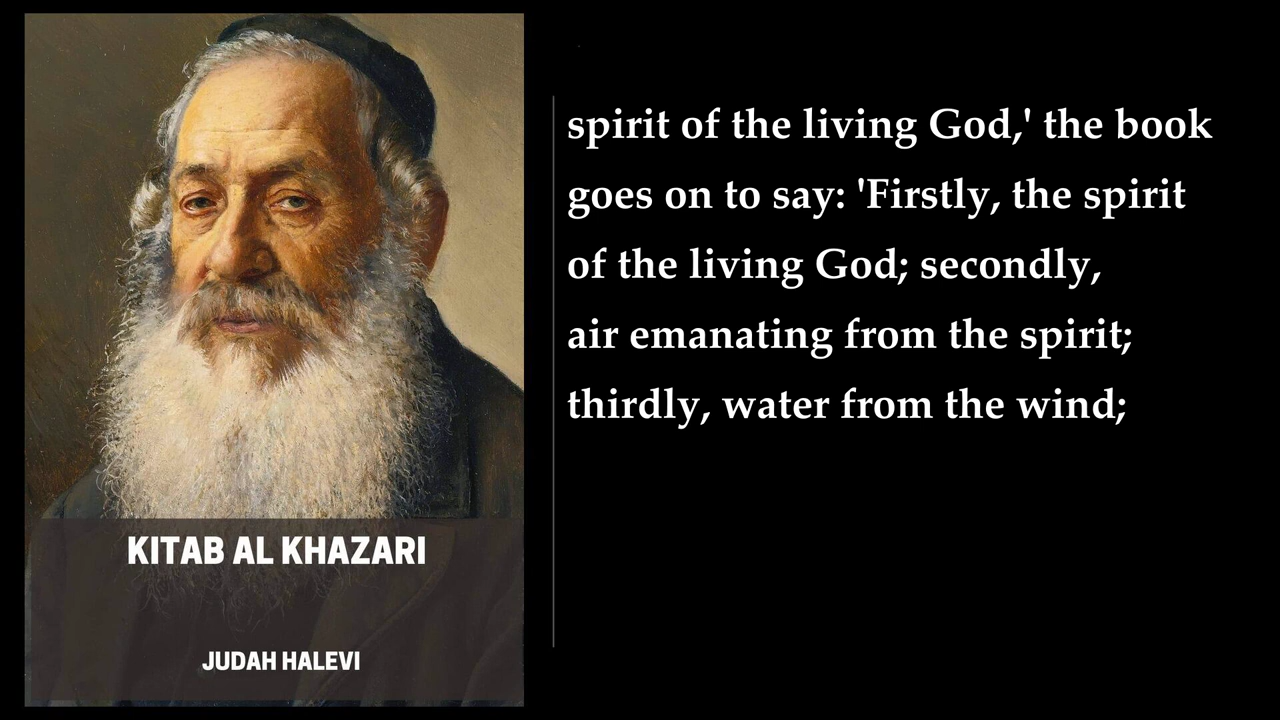 KITAB AL KHAZARI
JUDAH HALEVI
spirit of the living God,' the book
goes on to say: 'Firstly, the spirit
of the living God; secondly,
air emanating from the spirit;
thirdly, water from the wind;